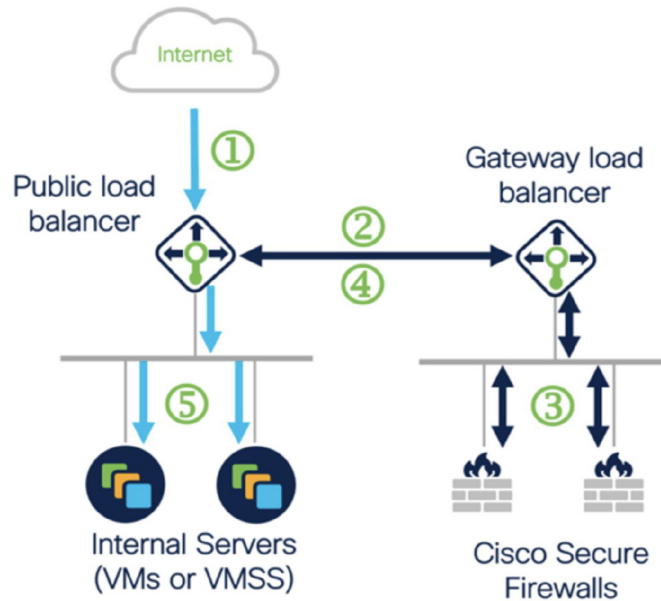 Internet
①
Public load
balancer
Gateway load
balancer
②
④
⑤
③
Internal Servers
(VMs or VMSS)
Cisco Secure
Firewalls